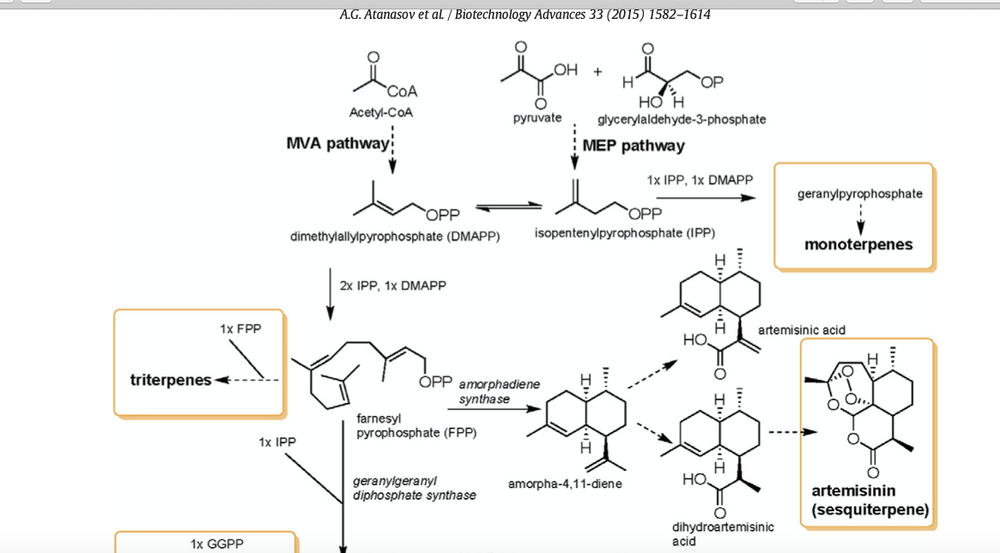 A.G. Atanasov et al. / Biotechnology Advances 33 (2015) 1582–1614
O
CoA
Acetyl-CoA
O
OH
O
pyruvate
+
O
H
OP
HO H
glycerylaldehyde-3-phosphate
MVA pathway
MEP pathway
OPP
dimethylallylpyrophosphate (DMAPP)
OPP
isopentenylpyrophosphate (IPP)
1x IPP, 1x DMAPP
geranylpyrophosphate
monoterpenes
2x IPP, 1x DMAPP
1x FPP
triterpenes
OPP
farnesyl
pyrophosphate (FPP)
amorphadiene
synthase
H
H
amorpha-4,11-diene
H
H
HO
O
artemisinic acid
H
H
HO
O
dihydroartemisinic
acid
H
O
O
O
O
O
artemisinin
(sesquiterpene)
1x IPP
geranylgeranyl
diphosphate synthase
1x GGPP